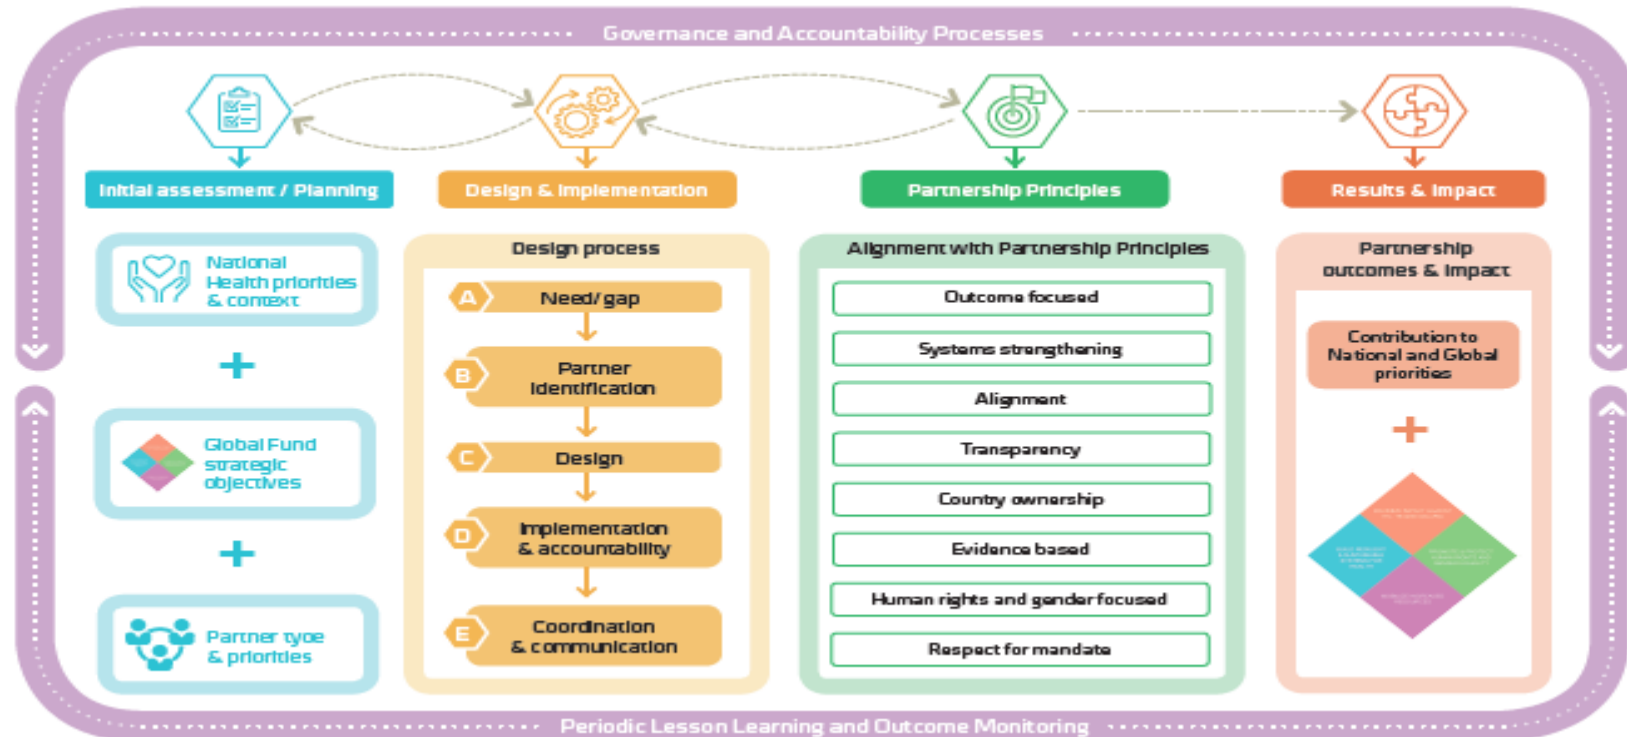 Governance and Accountability Processes
Initial assessment / Planning
Design & Implementation
Partnership Principles
Results & Impact
National
Health priorities
& context
+
Global Fund
strategic
objectives
+
Partner type
& priorities
Design process
A
Need/gap
B
Partner
identification
C
Design
D
Implementation
& accountability
E
Coordination
& communication
Alignment with Partnership Principles
Outcome focused
Systems strengthening
Alignment
Transparency
Country ownership
Evidence based
Human rights and gender focused
Respect for mandate
Partnership
outcomes & Impact
Contribution to
National and Global
priorities
+
Periodic Lesson Learning and Outcome Monitoring